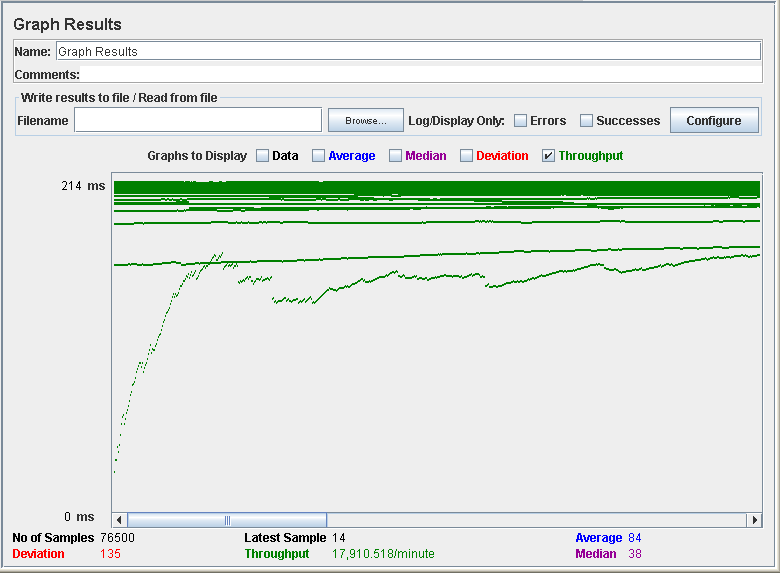 Graph Results
Name: Graph Results
Comments:
Write results to file / Read from file
Filename Browse... Log/Display Only: Errors Successes Configure
Graphs to Display Data Average Median Deviation Throughput
214 ms
0 ms
No of Samples 76500 Latest Sample 14 Average 84
Deviation 135 Throughput 17,910.518/minute Median 38